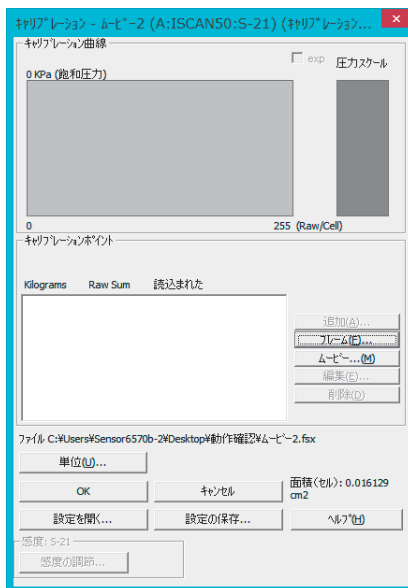 ｷｬﾘﾌﾞﾚｰｼｮﾝ - ﾑｰﾋﾞｰ2 (A:ISCAN50:S-21) (ｷｬﾘﾌﾞﾚｰｼｮﾝ...
ｷｬﾘﾌﾞﾚｰｼｮﾝ曲線
exp
圧力ｽｹｰﾙ
0 KPa (飽和圧力)
0 255 (Raw/Cell)
ｷｬﾘﾌﾞﾚｰｼｮﾝﾎﾟｲﾝﾄ
Kilograms Raw Sum 読込まれた
追加(A)...
ﾌﾚｰﾑ(F)...
ﾑｰﾋﾞｰ...(M)
編集(E)...
削除(D)
ﾌｧｲﾙ C:¥Users¥Sensor6570b-2¥Desktop¥動作確認¥ﾑｰﾋﾞｰ2.fsx
単位(U)...
OK ｷｬﾝｾﾙ 面積(ｾﾙ): 0.016129
cm2
設定を開く... 設定の保存... ﾍﾙﾌﾟ(H)
感度: S-21
感度の調節...